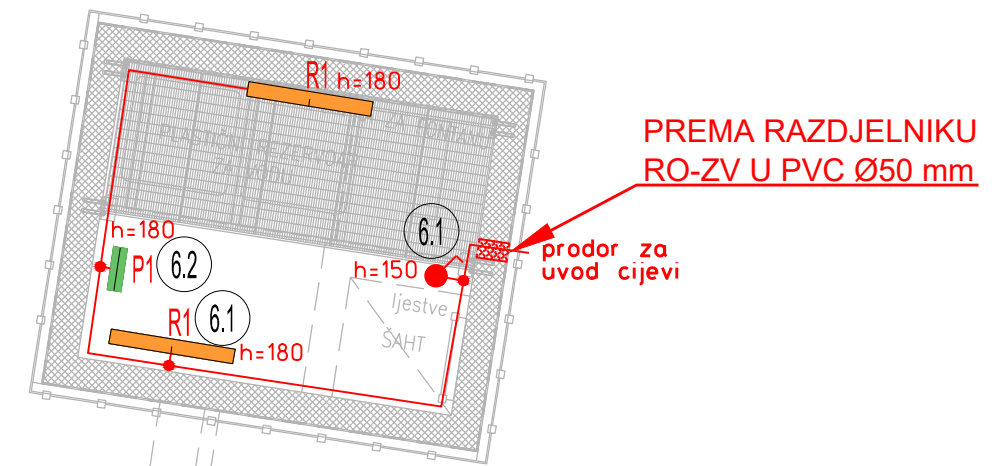 R1 h=180
PREMA RAZDJELNIKU
RO-ZV U PVC Ø50 mm
6.1
h=180
P1 6.2
prodor za
uvod cijevi
h=150
ljestve
ŠAHT
R1 6.1
h=180